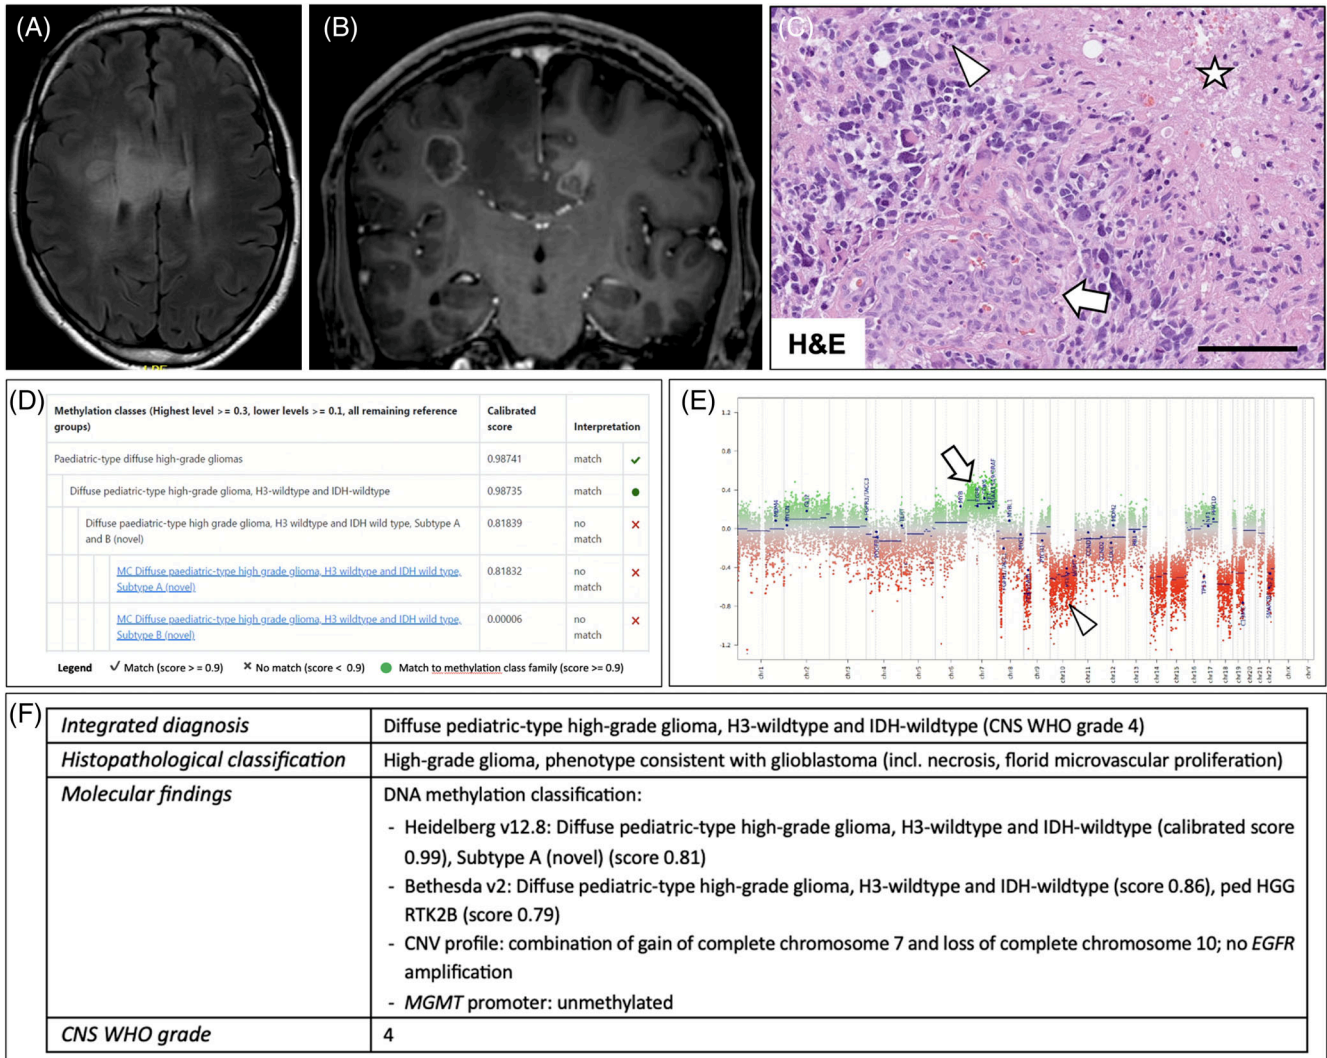 (A)
(B)
(C)
H&E
(D)
Methylation classes (Highest level >= 0.3, lower levels >= 0.1, all remaining reference
groups)
Calibrated
score
Interpretation
Paediatric-type diffuse high-grade gliomas
0.98741
match
Diffuse pediatric-type high-grade glioma, H3-wildtype and IDH-wildtype
0.98735
match
Diffuse paediatric-type high grade glioma, H3 wildtype and IDH wild type, Subtype A
and B (novel)
0.81839
no
match
MC Diffuse paediatric-type high grade glioma, H3 wildtype and IDH wild type,
Subtype A (novel)
0.81832
no
match
MC Diffuse paediatric-type high grade glioma, H3 wildtype and IDH wild type,
Subtype B (novel)
0.00006
no
match
Legend ✓ Match (score >= 0.9) ✕ No match (score < 0.9) Match to methylation class family (score >= 0.9)
(E)
1.2
0.8
0.4
0.0
-0.4
-0.8
-1.2
chr1
chr2
chr3
chr4
chr5
chr6
chr7
chr8
chr9
chr10
chr11
chr12
chr13
chr14
chr15
chr16
chr17
chr18
chr19
chr20
chr21
chr22
chrX
chrY
(F)
Integrated diagnosis
Diffuse pediatric-type high-grade glioma, H3-wildtype and IDH-wildtype (CNS WHO grade 4)
Histopathological classification
High-grade glioma, phenotype consistent with glioblastoma (incl. necrosis, florid microvascular proliferation)
Molecular findings
DNA methylation classification:
- Heidelberg v12.8: Diffuse pediatric-type high-grade glioma, H3-wildtype and IDH-wildtype (calibrated score
0.99), Subtype A (novel) (score 0.81)
- Bethesda v2: Diffuse pediatric-type high-grade glioma, H3-wildtype and IDH-wildtype (score 0.86), ped HGG
RTK2B (score 0.79)
- CNV profile: combination of gain of complete chromosome 7 and loss of complete chromosome 10; no EGFR
amplification
- MGMT promoter: unmethylated
CNS WHO grade
4